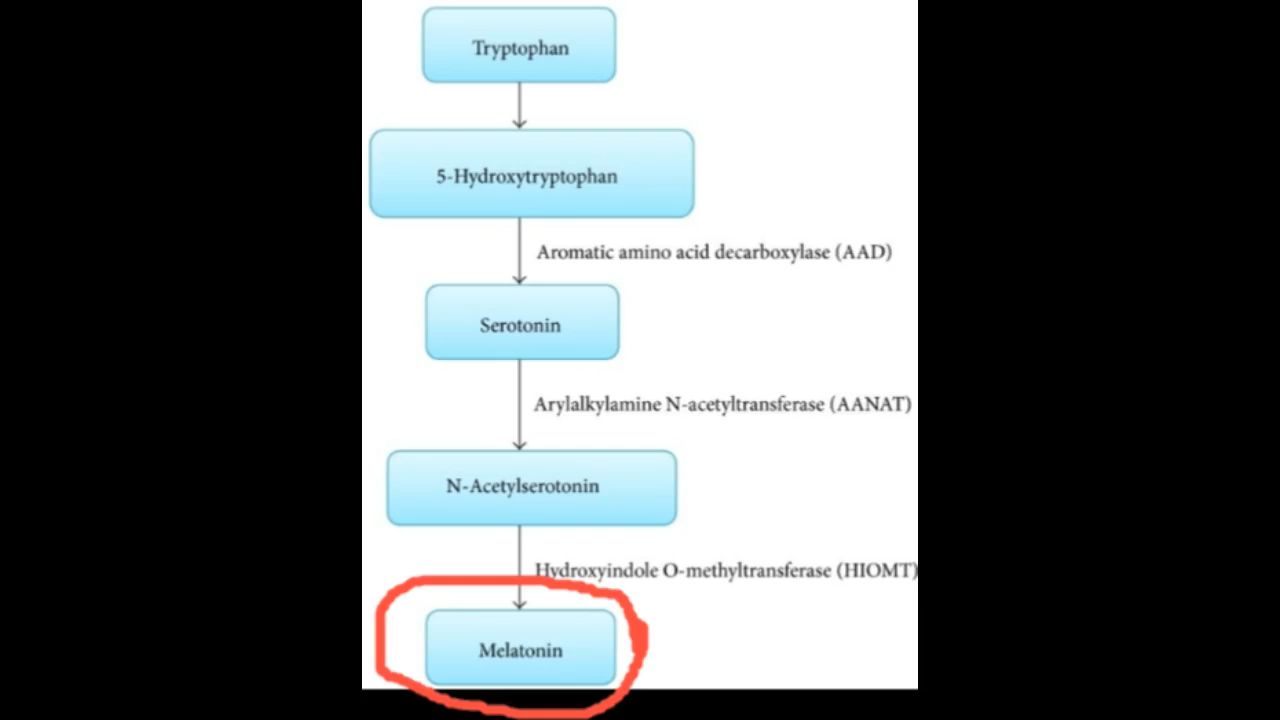 Tryptophan
5-Hydroxytryptophan
Aromatic amino acid decarboxylase (AAD)
Serotonin
Arylalkylamine N-acetyltransferase (AANAT)
N-Acetylserotonin
Hydroxyindole O-methyltransferase (HIOMT)
Melatonin